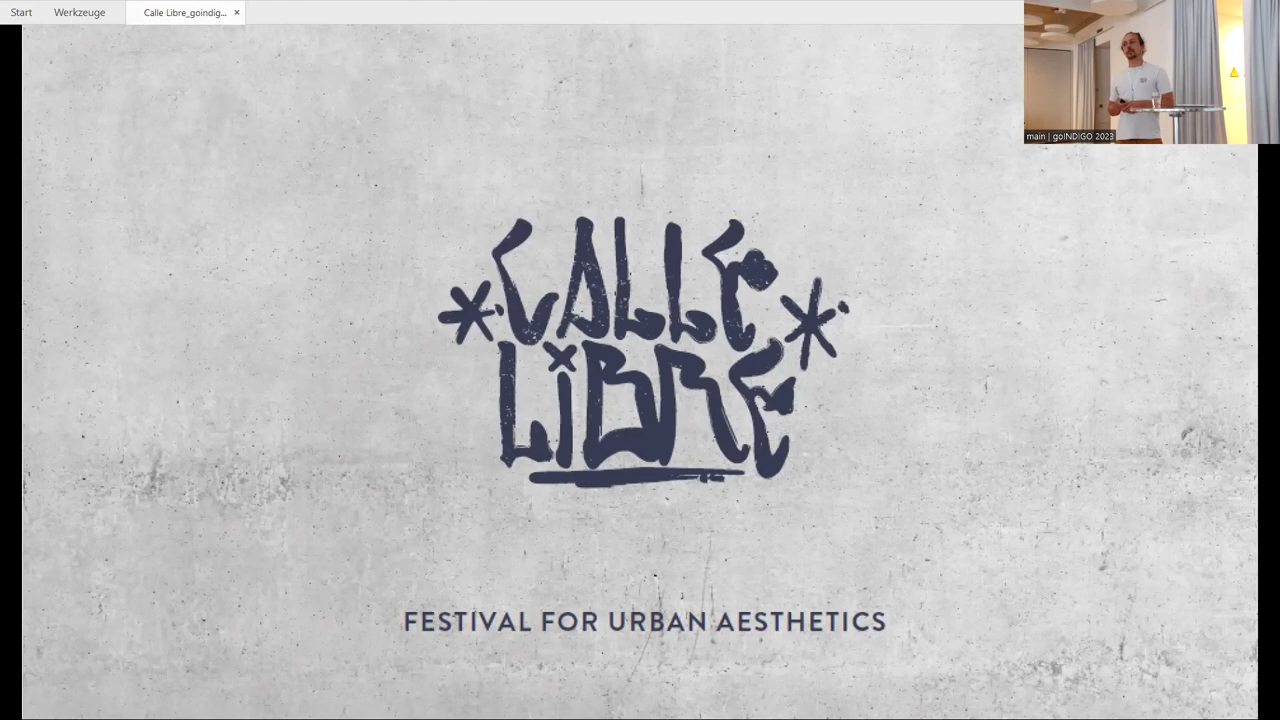 Start
Werkzeuge
Calle Libre_goindig...
×
main | goINDIGO 2023
CALLE
LiBRE
FESTIVAL FOR URBAN AESTHETICS